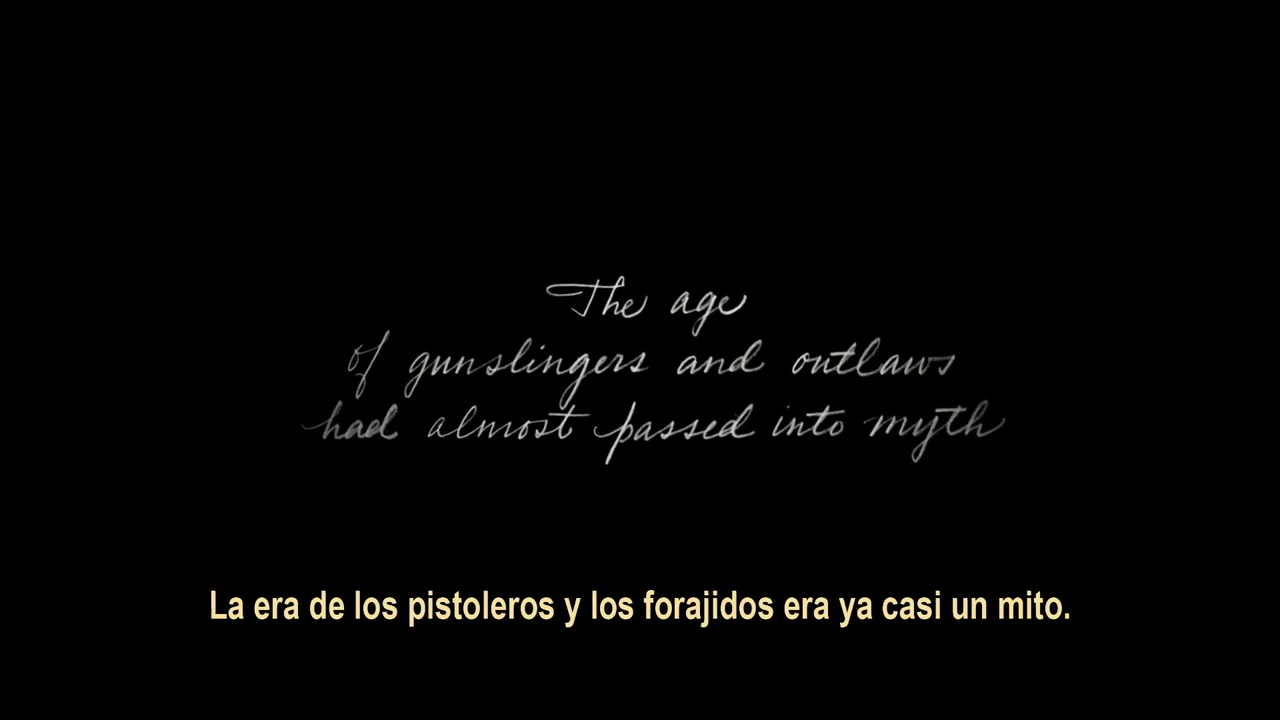 The age
of gunslingers and outlaws
had almost passed into myth
La era de los pistoleros y los forajidos era ya casi un mito.